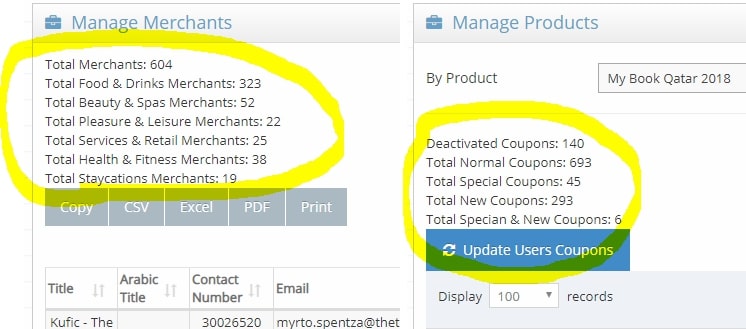 Manage Merchants
Total Merchants: 604
Total Food & Drinks Merchants: 323
Total Beauty & Spas Merchants: 52
Total Pleasure & Leisure Merchants: 22
Total Services & Retail Merchants: 25
Total Health & Fitness Merchants: 38
Total Staycations Merchants: 19
Copy CSV Excel PDF Print
Title Arabic Title Contact Number Email
Kufic - The 30026520 myrto.spentza@thet
Manage Products
By Product My Book Qatar 2018
Deactivated Coupons: 140
Total Normal Coupons: 693
Total Special Coupons: 45
Total New Coupons: 293
Total Specian & New Coupons: 6
Update Users Coupons
Display 100 records